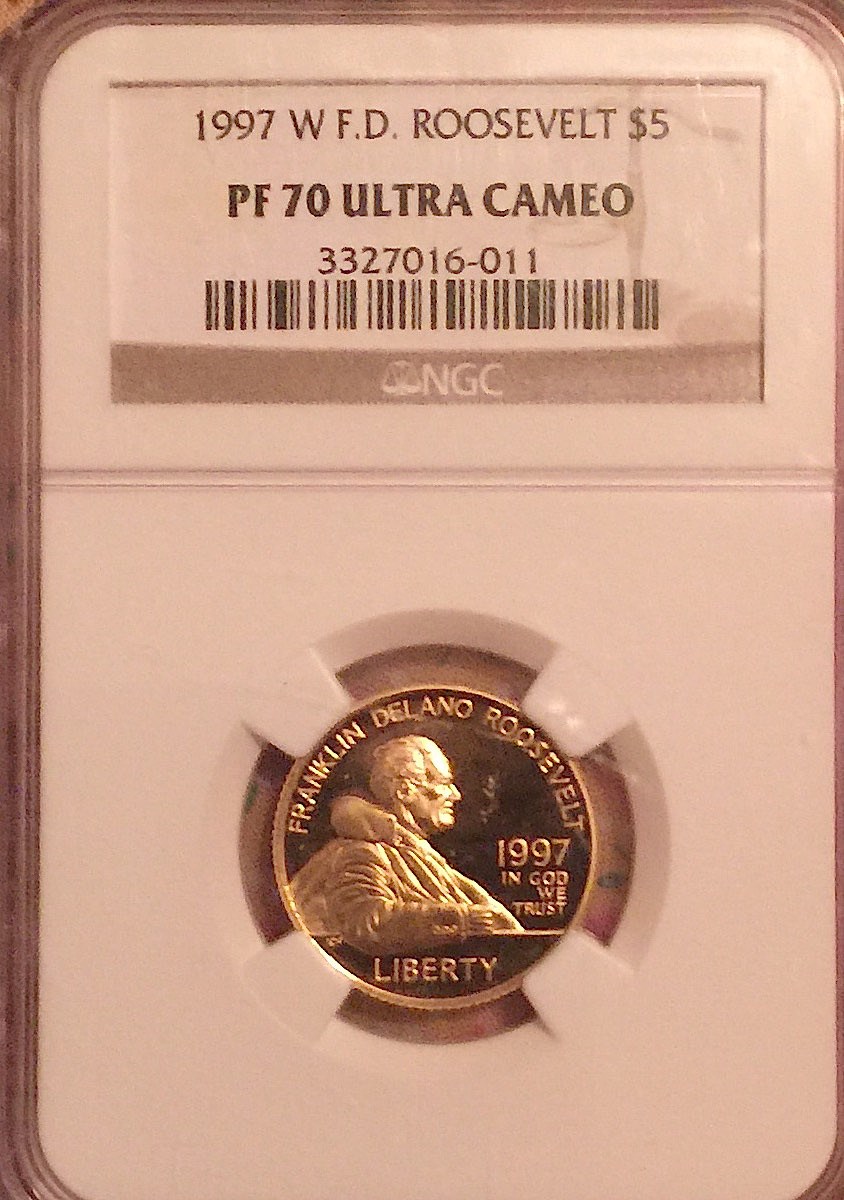 1997 W F.D. ROOSEVELT $5
PF 70 ULTRA CAMEO
3327016-011
NGC
FRANKLIN DELANO ROOSEVELT
1997
IN GOD
WE
TRUST
LIBERTY